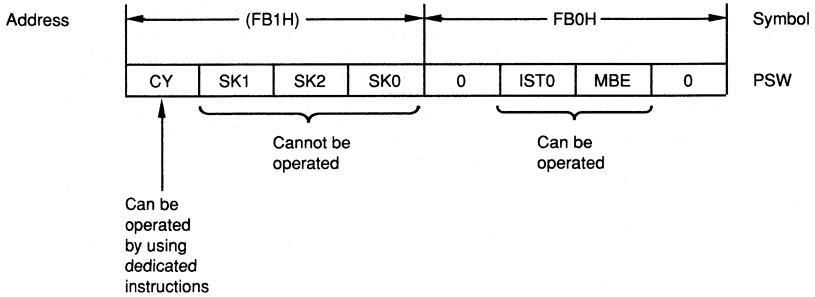 Address (FB1H) FB0H Symbol
CY SK1 SK2 SK0 0 IST0 MBE 0 PSW
Cannot be
operated
Can be
operated
Can be
operated
by using
dedicated
instructions